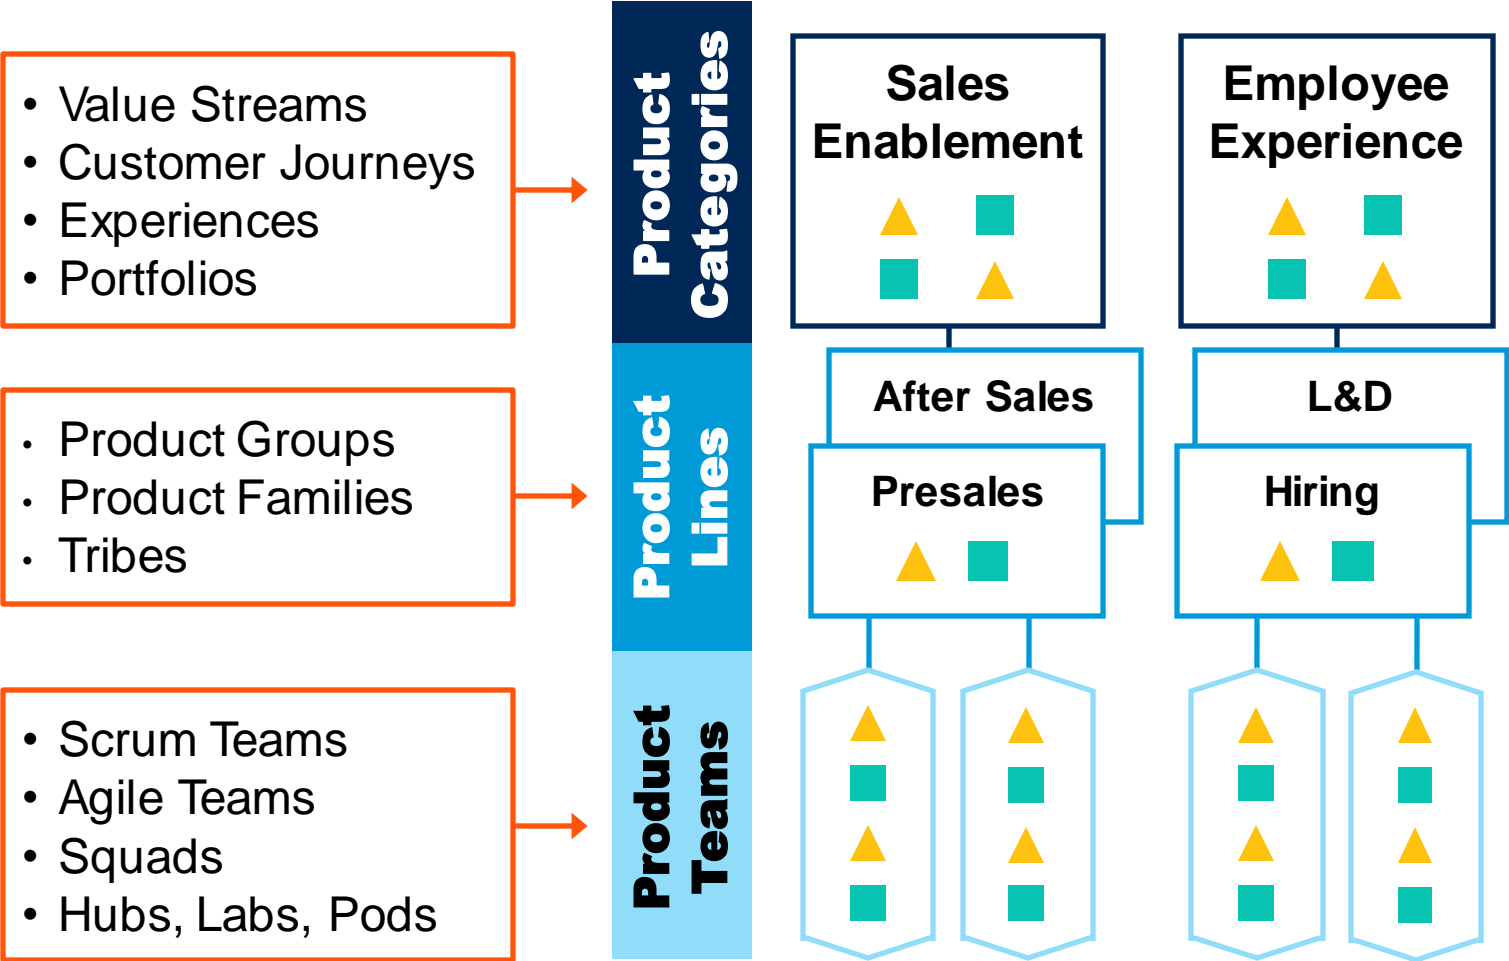 • Value Streams
• Customer Journeys
• Experiences
• Portfolios
Product
Categories
Sales
Enablement
Employee
Experience
• Product Groups
• Product Families
• Tribes
Product
Lines
After Sales
Presales
L&D
Hiring
• Scrum Teams
• Agile Teams
• Squads
• Hubs, Labs, Pods
Product
Teams